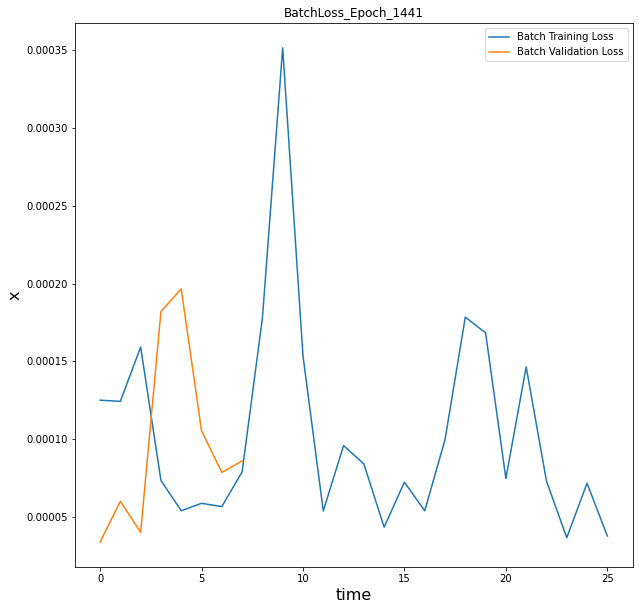 BatchLoss_Epoch_1441
Batch Training Loss
Batch Validation Loss
0.00035
0.00030
0.00025
0.00020
0.00015
0.00010
0.00005
x
0 5 10 15 20 25
time